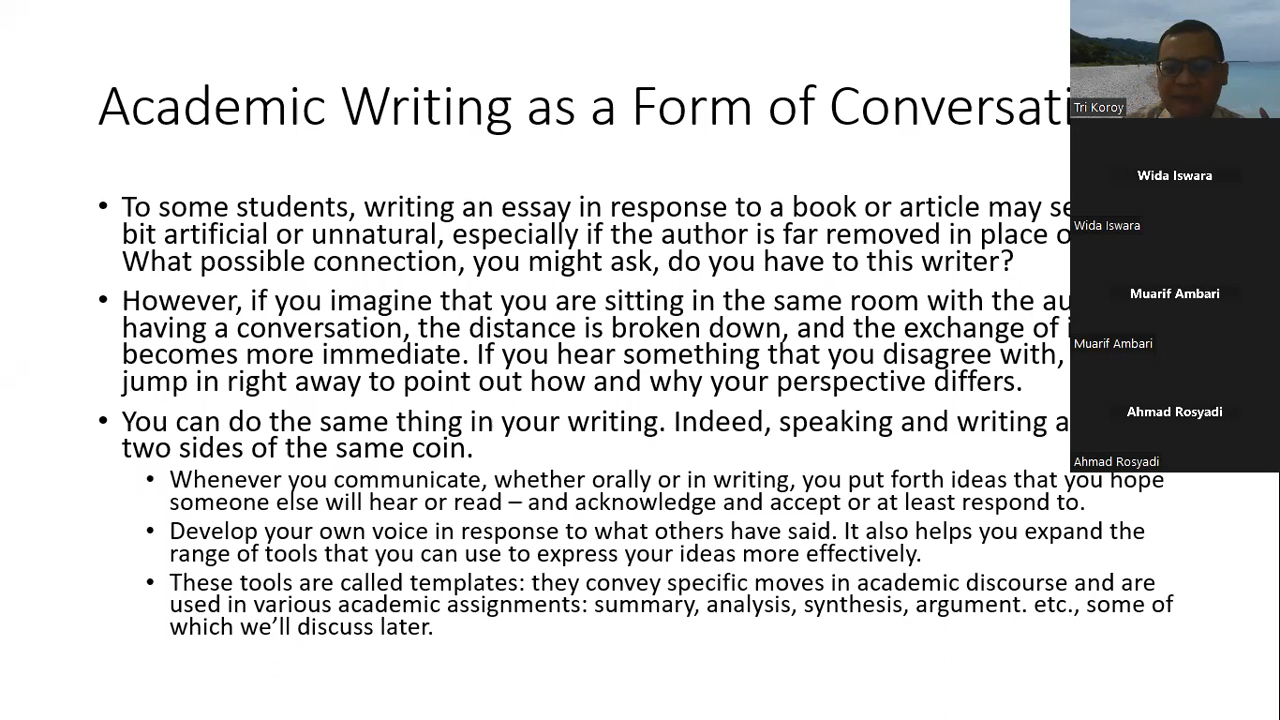 Academic Writing as a Form of Conversati
• To some students, writing an essay in response to a book or article may se
bit artificial or unnatural, especially if the author is far removed in place o
What possible connection, you might ask, do you have to this writer?
• However, if you imagine that you are sitting in the same room with the au
having a conversation, the distance is broken down, and the exchange of i
becomes more immediate. If you hear something that you disagree with,
jump in right away to point out how and why your perspective differs.
• You can do the same thing in your writing. Indeed, speaking and writing a
two sides of the same coin.
• Whenever you communicate, whether orally or in writing, you put forth ideas that you hope
someone else will hear or read – and acknowledge and accept or at least respond to.
• Develop your own voice in response to what others have said. It also helps you expand the
range of tools that you can use to express your ideas more effectively.
• These tools are called templates: they convey specific moves in academic discourse and are
used in various academic assignments: summary, analysis, synthesis, argument. etc., some of
which we’ll discuss later.
Tri Koroy
Wida Iswara
Wida Iswara
Muarif Ambari
Muarif Ambari
Ahmad Rosyadi
Ahmad Rosyadi